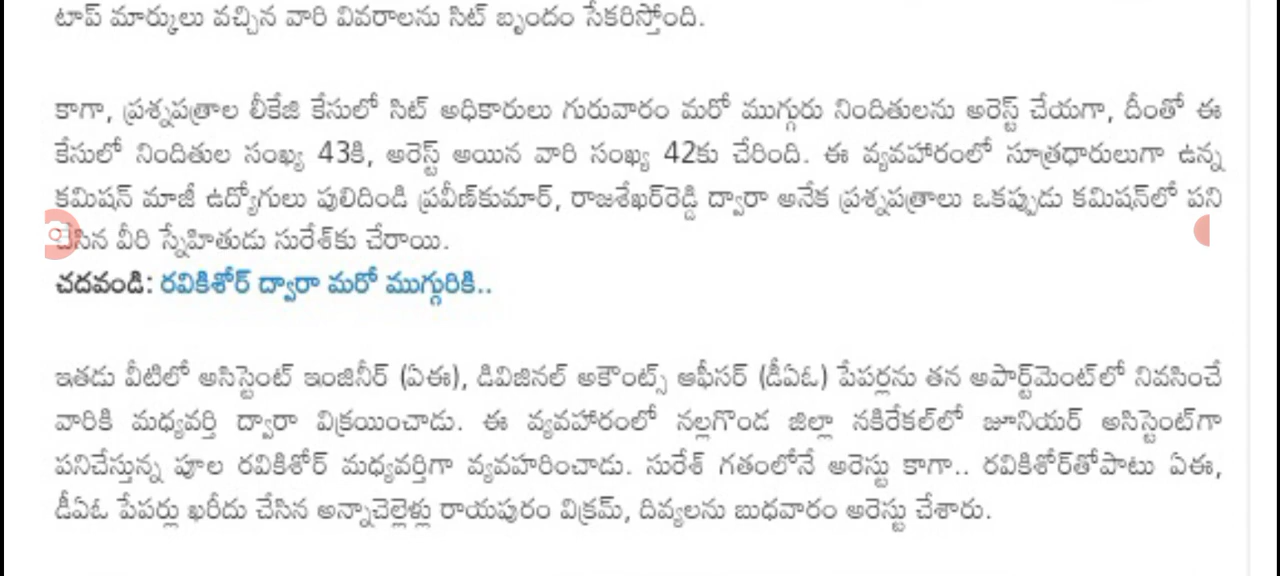 టాప్ మార్కులు వచ్చిన వారి వివరాలను సిట్ బృందం సేకరిస్తోంది.
కాగా, ప్రశ్నపత్రాల లీకేజి కేసులో సిట్ అధికారులు గురువారం మరో ముగ్గురు నిందితులను అరెస్ట్ చేయగా, దీంతో ఈ
కేసులో నిందితుల సంఖ్య 43కి, అరెస్ట్ అయిన వారి సంఖ్య 42కు చేరింది. ఈ వ్యవహారంలో సూత్రధారులుగా ఉన్న
కమిషన్ మాజీ ఉద్యోగులు పులిదిండి ప్రవీణ్‌కుమార్, రాజశేఖర్‌రెడ్డి ద్వారా అనేక ప్రశ్నపత్రాలు ఒకప్పుడు కమిషన్‌లో పని
చేసిన వీరి స్నేహితుడు సురేశ్‌కు చేరాయి.
చదవండి: రవికిశోర్ ద్వారా మరో ముగ్గురికి..
ఇతడు వీటిలో అసిస్టెంట్ ఇంజినీర్ (ఏఈ), డివిజినల్ అకౌంట్స్ ఆఫీసర్ (డీఏఓ) పేపర్లను తన అపార్ట్‌మెంట్‌లో నివసించే
వారికి మధ్యవర్తి ద్వారా విక్రయించాడు. ఈ వ్యవహారంలో నల్లగొండ జిల్లా నకిరేకల్‌లో జూనియర్ అసిస్టెంట్‌గా
పనిచేస్తున్న పూల రవికిశోర్ మధ్యవర్తిగా వ్యవహరించాడు. సురేశ్ గతంలోనే అరెస్టు కాగా.. రవికిశోర్‌తోపాటు ఏఈ,
డీఏఓ పేపర్లు ఖరీదు చేసిన అన్నాచెల్లెళ్లు రాయపురం విక్రమ్, దివ్యలను బుధవారం అరెస్టు చేశారు.